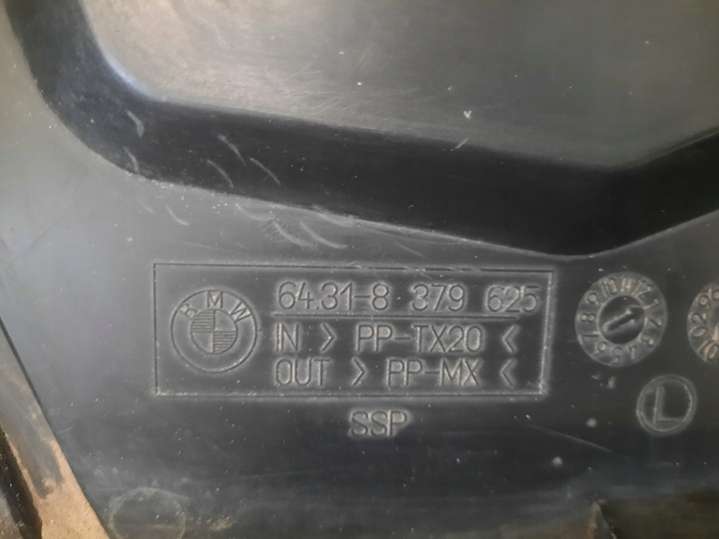 BMW
64.31-8 379 625
IN > PP-TX20 <
OUT > PP-MX <
SSP
L